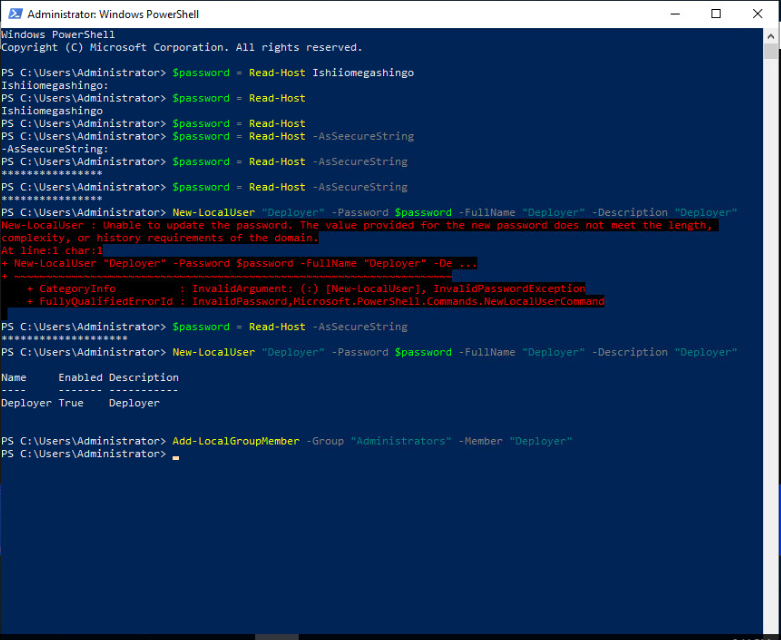 Administrator: Windows PowerShell
Windows PowerShell
Copyright (C) Microsoft Corporation. All rights reserved.
PS C:\Users\Administrator> $password = Read-Host Ishiiomegashingo
Ishiiomegashingo:
PS C:\Users\Administrator> $password = Read-Host
Ishiiomegashingo
PS C:\Users\Administrator> $password = Read-Host
PS C:\Users\Administrator> $password = Read-Host -AsSeecureString
-AsSeecureString:
PS C:\Users\Administrator> $password = Read-Host -AsSecureString
****************
PS C:\Users\Administrator> $password = Read-Host -AsSecureString
****************
PS C:\Users\Administrator> New-LocalUser "Deployer" -Password $password -FullName "Deployer" -Description "Deployer"
New-LocalUser : Unable to update the password. The value provided for the new password does not meet the length,
complexity, or history requirements of the domain.
At line:1 char:1
+ New-LocalUser "Deployer" -Password $password -FullName "Deployer" -De ...
+ ~~~~~~~~~~~~~~~~~~~~~~~~~~~~~~~~~~~~~~~~~~~~~~~~~~~~~~~~~~~~~~~~~~~~~
+ CategoryInfo : InvalidArgument: (:) [New-LocalUser], InvalidPasswordException
+ FullyQualifiedErrorId : InvalidPassword,Microsoft.PowerShell.Commands.NewLocalUserCommand
PS C:\Users\Administrator> $password = Read-Host -AsSecureString
********************
PS C:\Users\Administrator> New-LocalUser "Deployer" -Password $password -FullName "Deployer" -Description "Deployer"
Name Enabled Description
---- ------- -----------
Deployer True Deployer
PS C:\Users\Administrator> Add-LocalGroupMember -Group "Administrators" -Member "Deployer"
PS C:\Users\Administrator>